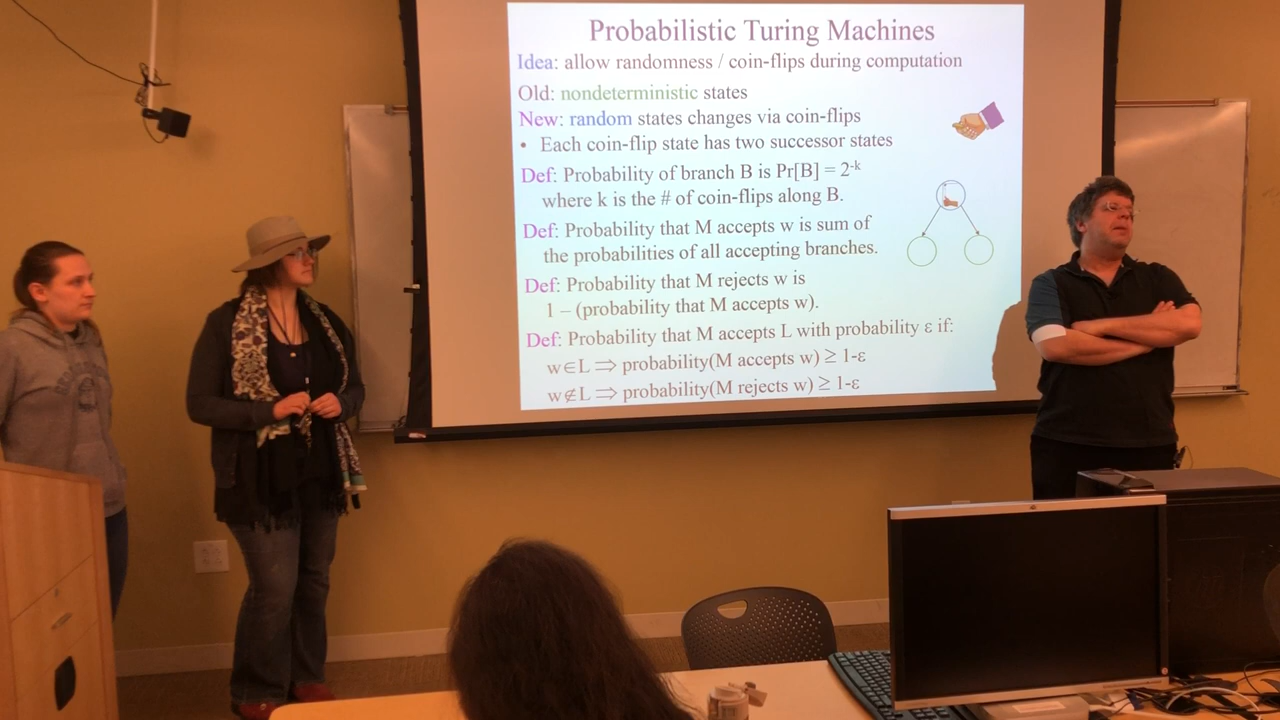 Probabilistic Turing Machines
Idea: allow randomness / coin-flips during computation
Old: nondeterministic states
New: random states changes via coin-flips
• Each coin-flip state has two successor states
Def: Probability of branch B is Pr[B] = 2⁻ᵏ
where k is the # of coin-flips along B.
Def: Probability that M accepts w is sum of
the probabilities of all accepting branches.
Def: Probability that M rejects w is
1 – (probability that M accepts w).
Def: Probability that M accepts L with probability ε if:
w∈L ⇒ probability(M accepts w) ≥ 1-ε
w∉L ⇒ probability(M rejects w) ≥ 1-ε